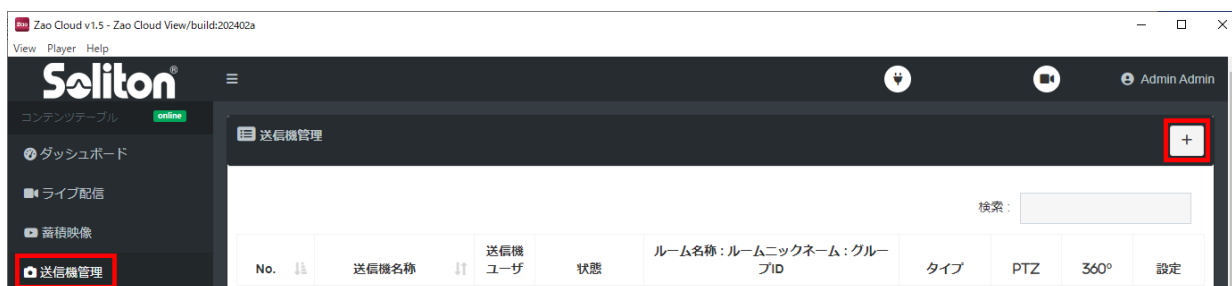 Zao Cloud v1.5 - Zao Cloud View/build:202402a
View Player Help
Soliton®
Admin Admin
コンテンツテーブル online
送信機管理
+
ダッシュボード
ライブ配信
検索 :
蓄積映像
送信機管理
No. 送信機名称 送信機ユーザ 状態 ルーム名称 : ルームニックネーム : グループID タイプ PTZ 360° 設定